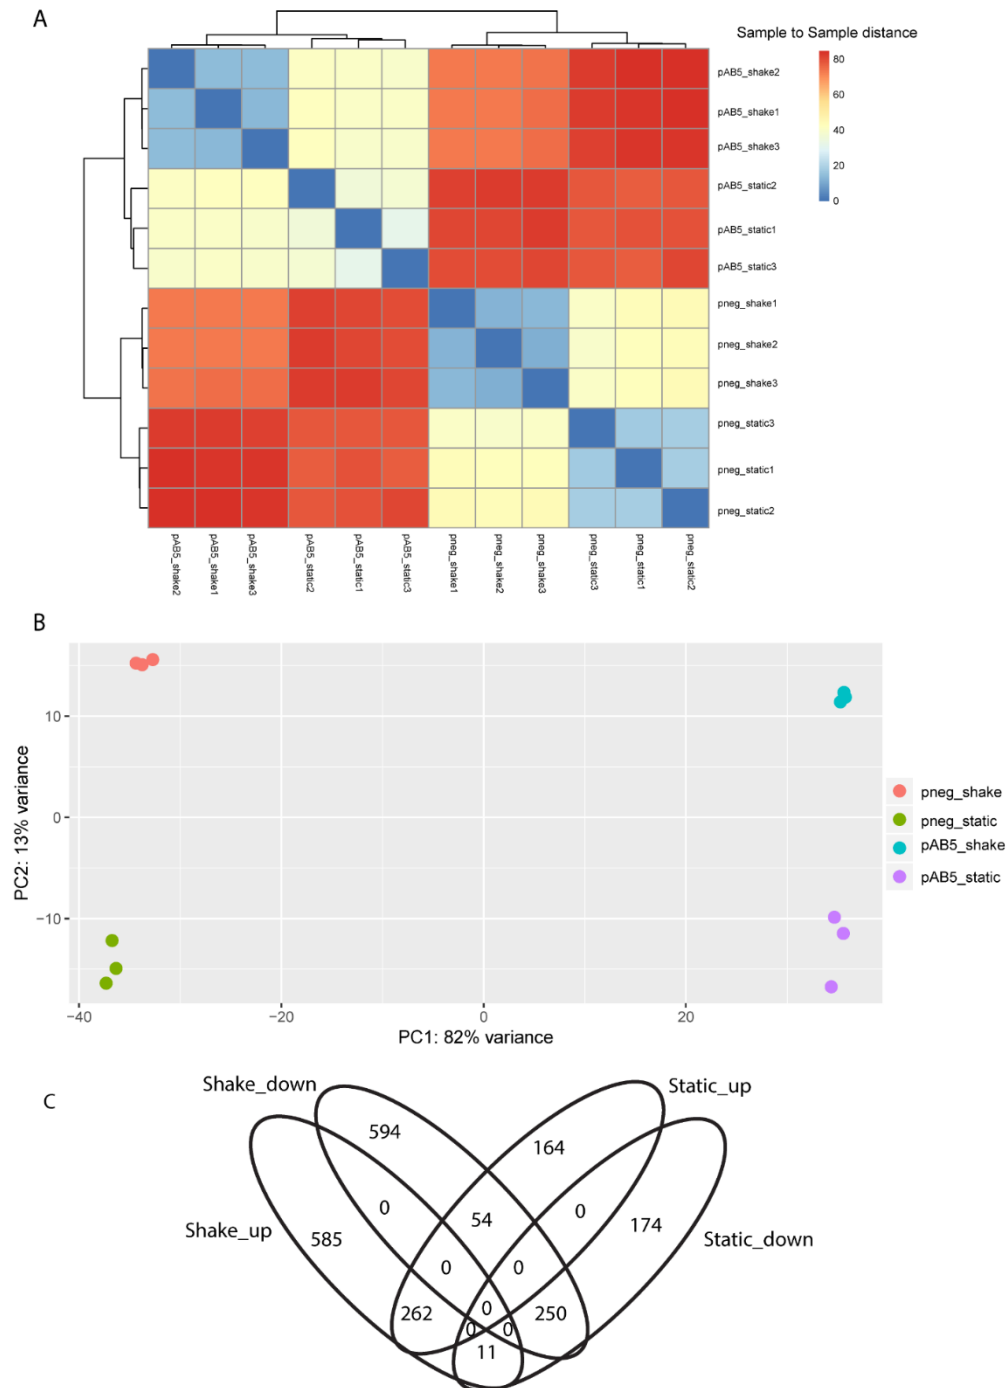 A
Sample to Sample distance
80
60
40
20
0
pAB5_shake2
pAB5_shake1
pAB5_shake3
pAB5_static2
pAB5_static1
pAB5_static3
pneg_shake1
pneg_shake2
pneg_shake3
pneg_static3
pneg_static1
pneg_static2
pAB5_shake2
pAB5_shake1
pAB5_shake3
pAB5_static2
pAB5_static1
pAB5_static3
pneg_shake1
pneg_shake2
pneg_shake3
pneg_static3
pneg_static1
pneg_static2
B
PC2: 13% variance
10
0
−10
−40
−20
0
20
PC1: 82% variance
pneg_shake
pneg_static
pAB5_shake
pAB5_static
C
Shake_down
Static_up
594
164
0
54
0
Shake_up
585
174
Static_down
0
0
262
0
250
0
0
11